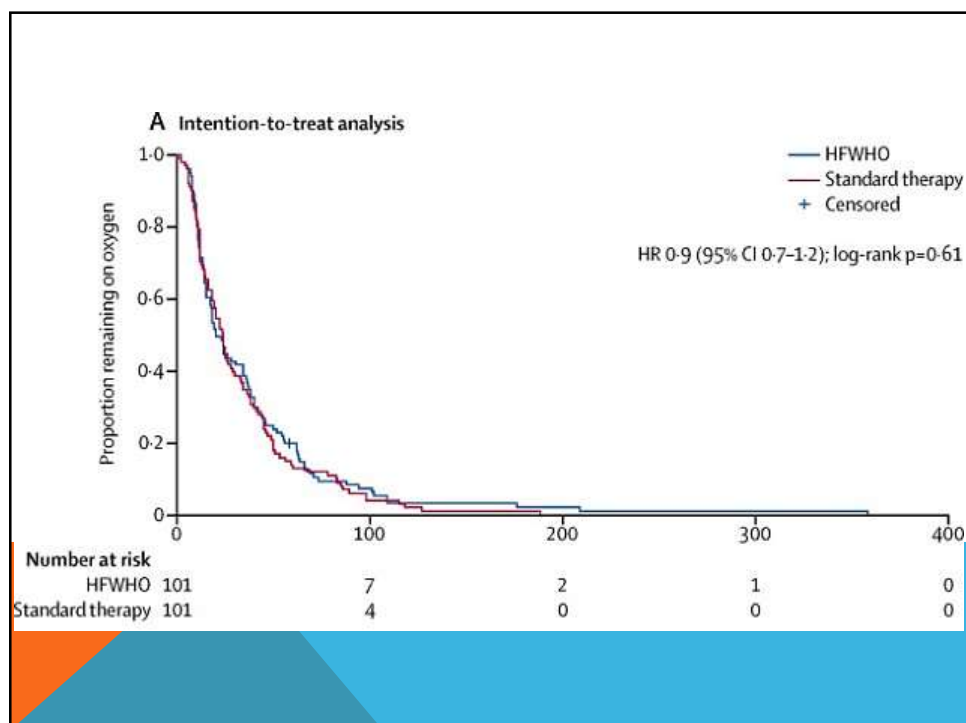 A Intention-to-treat analysis
1·0
0·8
0·6
0·4
0·2
0
Proportion remaining on oxygen
HFWHO
Standard therapy
Censored
HR 0·9 (95% CI 0·7–1·2); log-rank p=0·61
0 100 200 300 400
Number at risk
HFWHO 101 7 2 1 0
Standard therapy 101 4 0 0 0